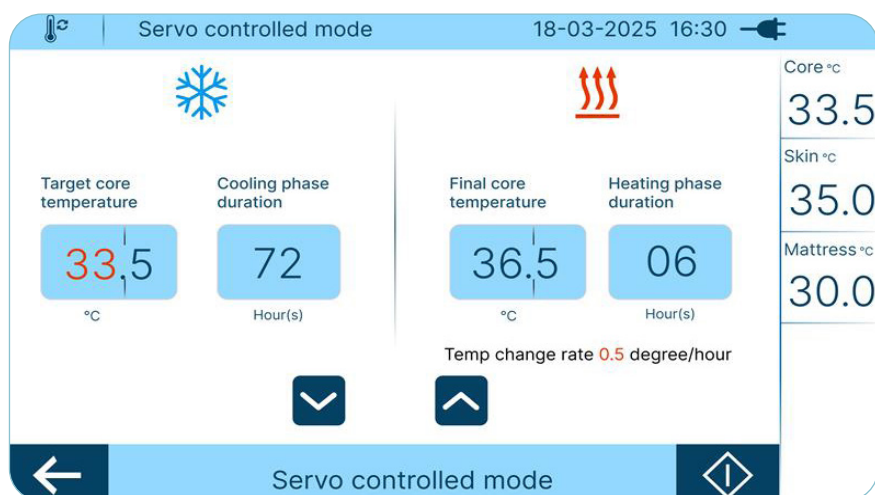 Servo controlled mode 18-03-2025 16:30
Core °C
33.5
Skin °C
35.0
Mattress °C
30.0
Target core temperature
33.5
°C
Cooling phase duration
72
Hour(s)
Final core temperature
36.5
°C
Heating phase duration
06
Hour(s)
Temp change rate 0.5 degree/hour
Servo controlled mode